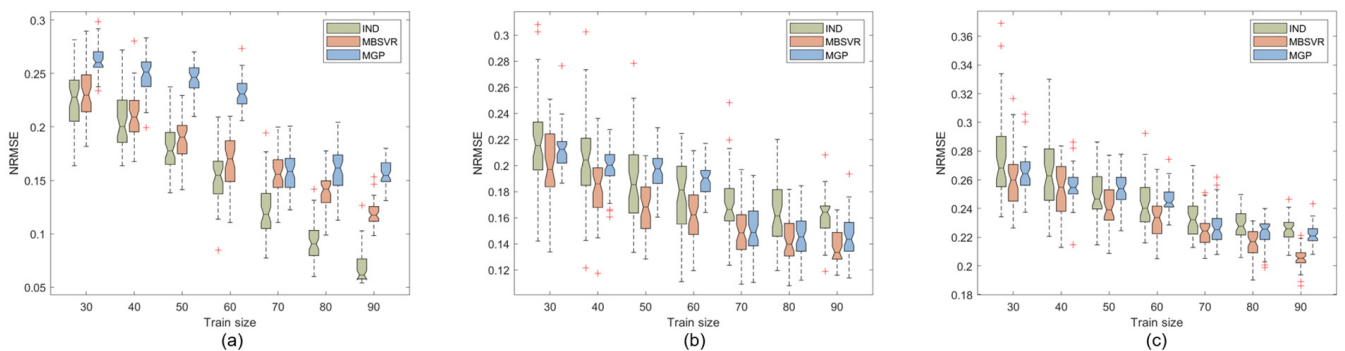 0.3
0.25
0.2
0.15
0.1
0.05
NRMSE
IND
MBSVR
MGP
30 40 50 60 70 80 90
Train size
(a)
0.3
0.28
0.26
0.24
0.22
0.2
0.18
0.16
0.14
0.12
NRMSE
IND
MBSVR
MGP
30 40 50 60 70 80 90
Train size
(b)
0.36
0.34
0.32
0.3
0.28
0.26
0.24
0.22
0.2
0.18
NRMSE
IND
MBSVR
MGP
30 40 50 60 70 80 90
Train size
(c)